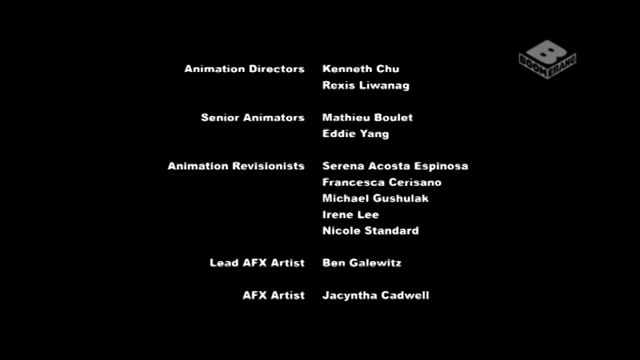 B
BOOMERANG
Animation Directors Kenneth Chu
Rexis Liwanag
Senior Animators Mathieu Boulet
Eddie Yang
Animation Revisionists Serena Acosta Espinosa
Francesca Cerisano
Michael Gushulak
Irene Lee
Nicole Standard
Lead AFX Artist Ben Galewitz
AFX Artist Jacyntha Cadwell